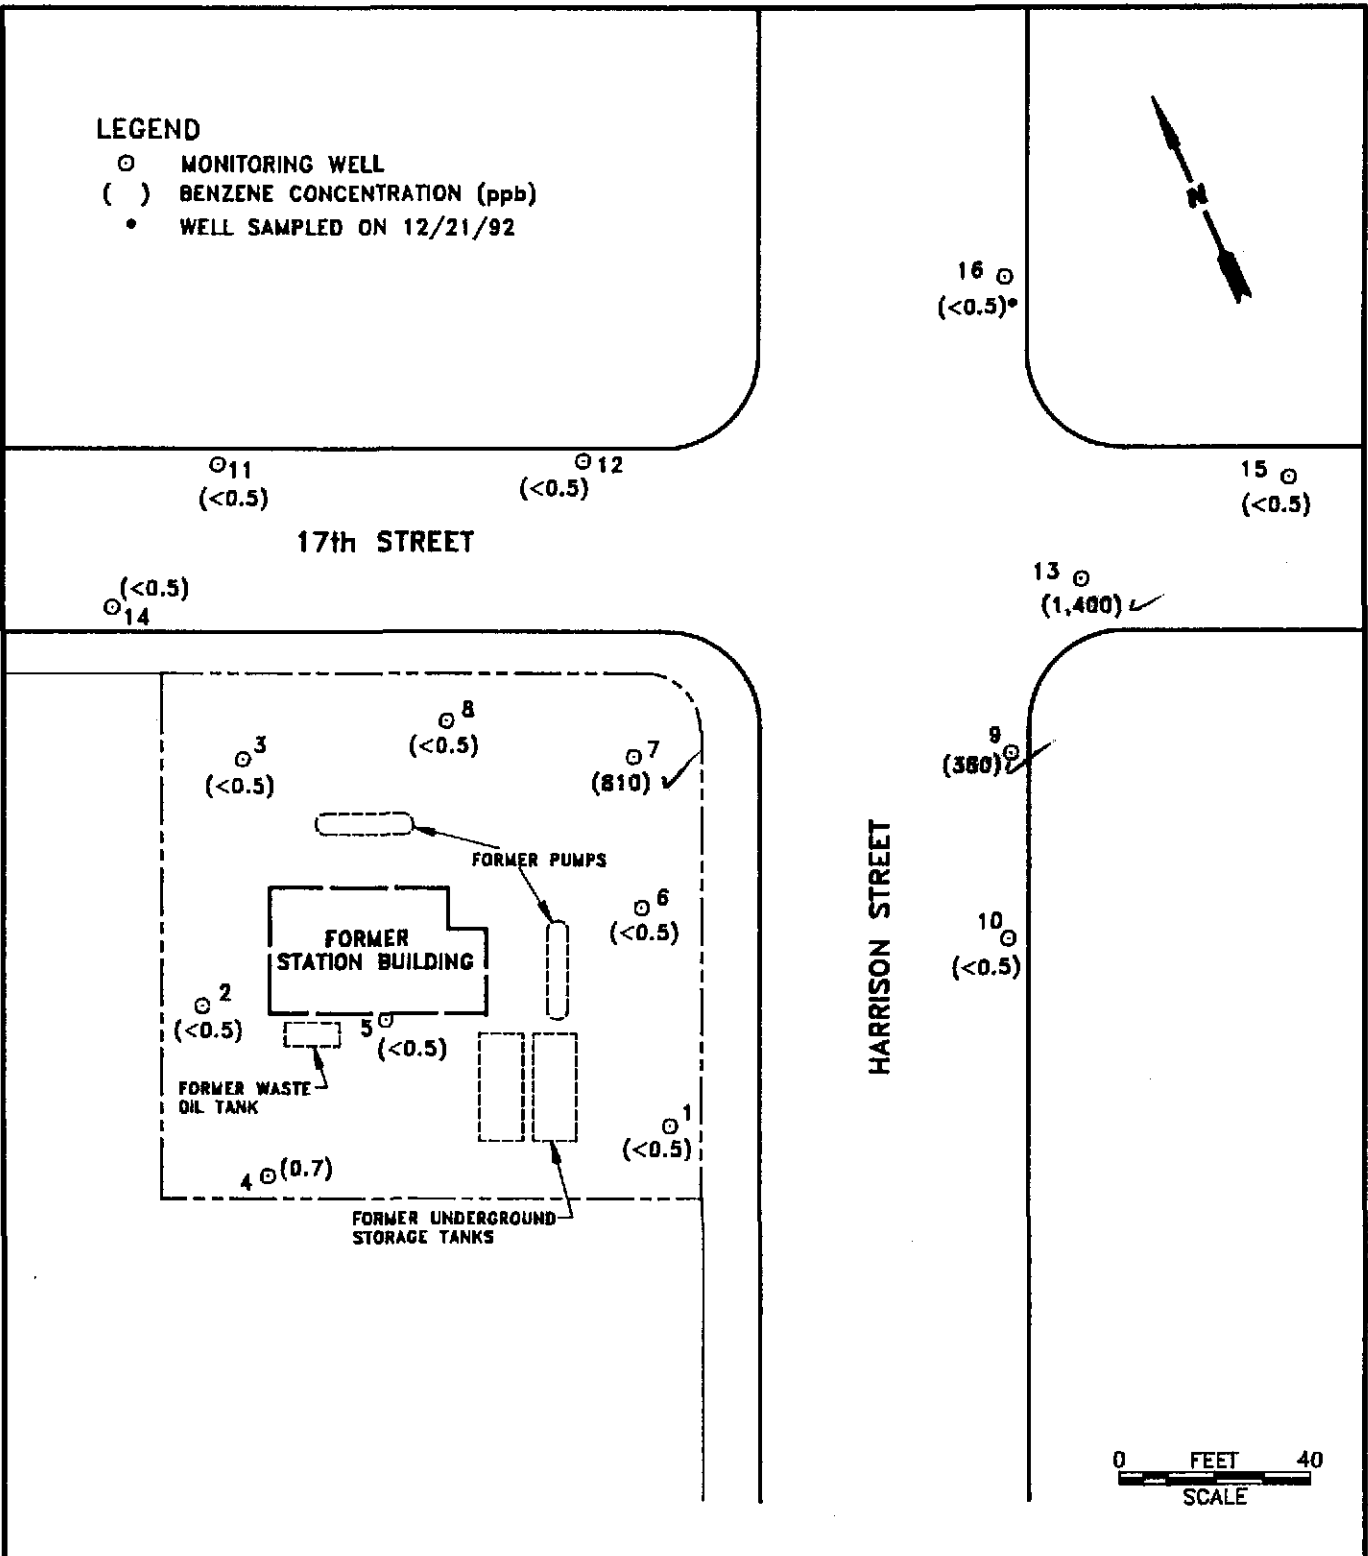 LEGEND
⊙ MONITORING WELL
( ) BENZENE CONCENTRATION (ppb)
• WELL SAMPLED ON 12/21/92
N
16
(<0.5)•
11
(<0.5)
12
(<0.5)
15
(<0.5)
17th STREET
13
(1,400)
(<0.5)
14
8
(<0.5)
3
(<0.5)
7
(810)
9
FORMER PUMPS
6
(<0.5)
HARRISON STREET
10
(<0.5)
FORMER
STATION BUILDING
2
(<0.5)
5
(<0.5)
FORMER WASTE
OIL TANK
1
(<0.5)
4
(0.7)
FORMER UNDERGROUND
STORAGE TANKS
0 FEET 40
SCALE